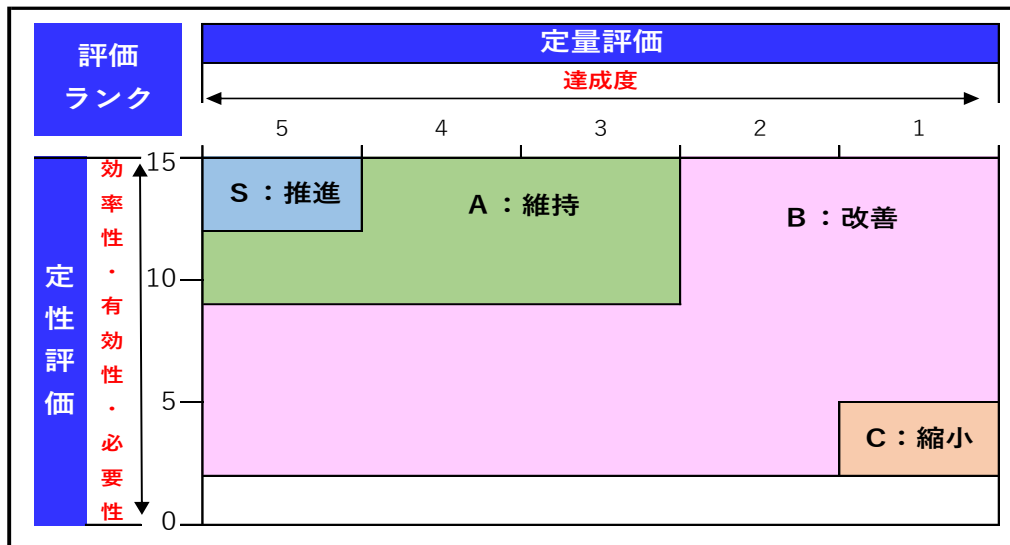 評価
ランク
定量評価
達成度
5 4 3 2 1
定性評価
効率性・有効性・必要性
15
10
5
0
S：推進
A：維持
B：改善
C：縮小